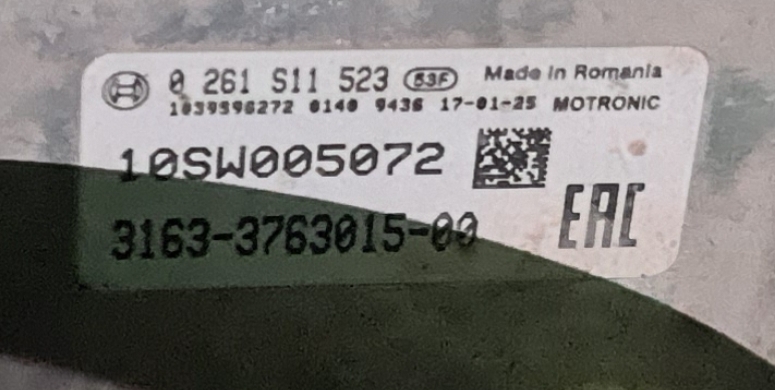 0 261 S11 523 53F Made in Romania
1039S96272 0140 9436 17-01-25 MOTRONIC
10SW005072
3163-3763015-00
EAC